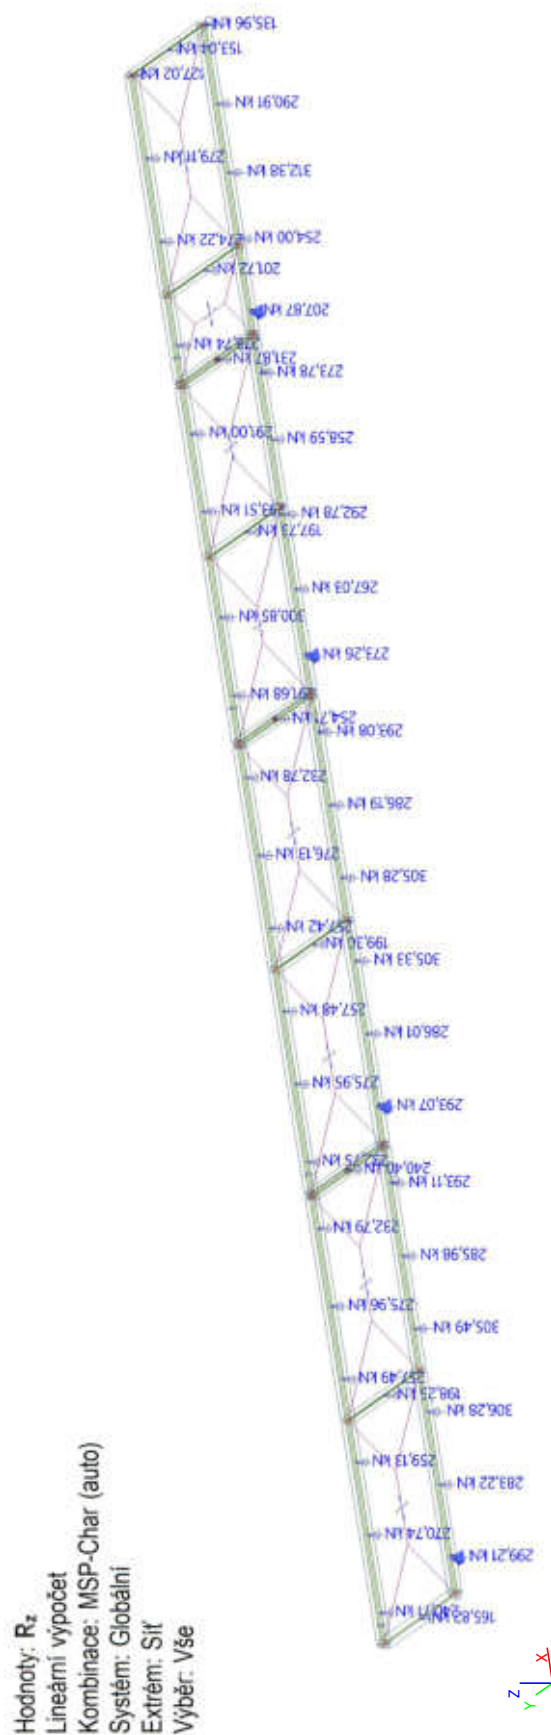 Hodnoty: Rz
Lineární výpočet
Kombinace: MSP-Char (auto)
Systém: Globální
Extrém: Síť
Výběr: Vše
135,96 kN
153,04 kN
127,02 kN
290,91 kN
279,11 kN
312,38 kN
254,00 kN
274,22 kN
201,72
207,87 kN
231,87 kN
273,78 kN
291,00 kN
258,59 kN
293,51 kN
292,78 kN
197,73
267,03 kN
300,85 kN
273,26 kN
254,71
293,08 kN
232,78 kN
286,19 kN
276,13 kN
305,28 kN
257,42 kN
199,30
305,33 kN
257,48 kN
286,01 kN
275,95 kN
293,07 kN
240,40 kN
293,11 kN
232,79 kN
285,98 kN
275,96 kN
305,49 kN
257,49 kN
198,25 kN
306,28 kN
259,13 kN
283,22 kN
270,74 kN
299,21 kN
165,83 kN
X
Y
Z